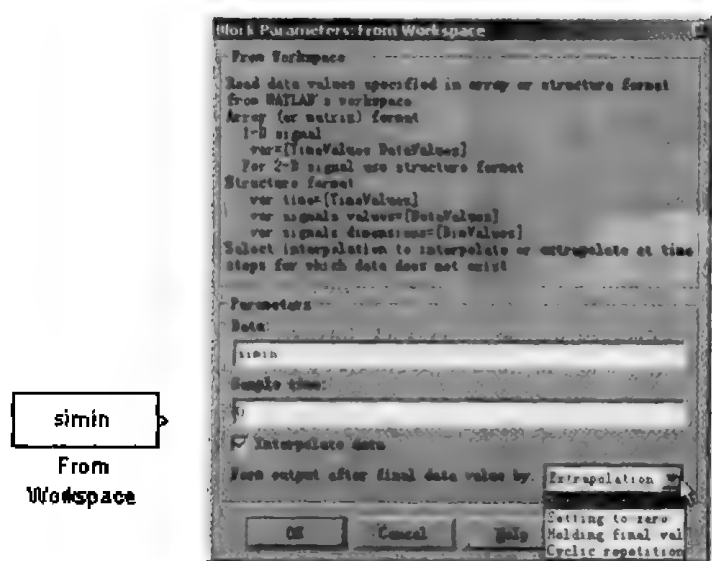 simin
From
Workspace
Block Parameters: From Workspace
From Workspace
Read data values specified in array or structure format
from MATLAB's workspace
Array (or matrix) format
1-D signal
var=[TimeValues DataValues]
For 2-D signal use structure format
Structure format
var time=[TimeValues]
var signals values=[DataValues]
var signals dimensions=[DimValues]
Select interpolation to interpolate or extrapolate at time
steps for which data does not exist
Parameters
Data:
simin
Sample time:
0
Interpolate data
Form output after final data value by:
Extrapolation
Setting to zero
Holding final val
Cyclic repetition
OK
Cancel
Help